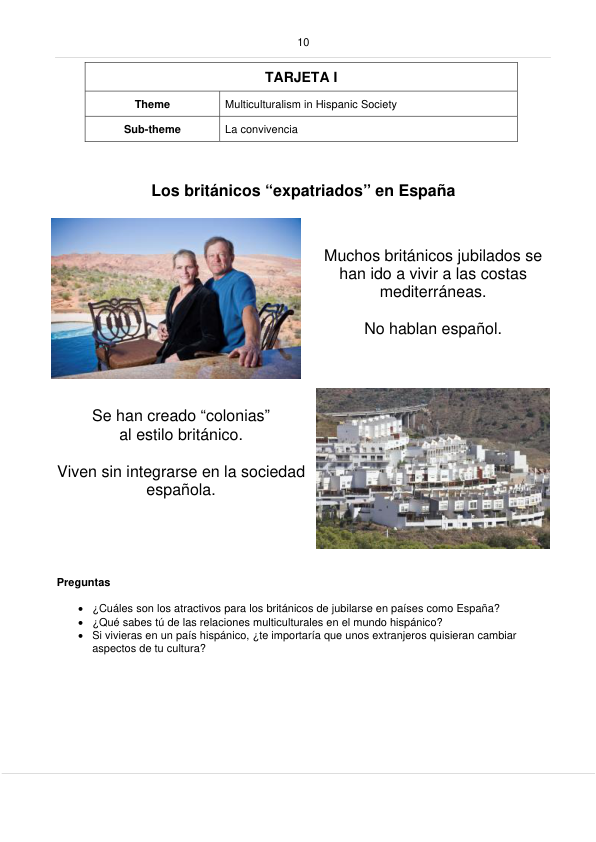 10
TARJETA I
Theme
Multiculturalism in Hispanic Society
Sub-theme
La convivencia
Los británicos “expatriados” en España
Muchos británicos jubilados se
han ido a vivir a las costas
mediterráneas.
No hablan español.
Se han creado “colonias”
al estilo británico.
Viven sin integrarse en la sociedad
española.
Preguntas
• ¿Cuáles son los atractivos para los británicos de jubilarse en países como España?
• ¿Qué sabes tú de las relaciones multiculturales en el mundo hispánico?
• Si vivieras en un país hispánico, ¿te importaría que unos extranjeros quisieran cambiar
aspectos de tu cultura?